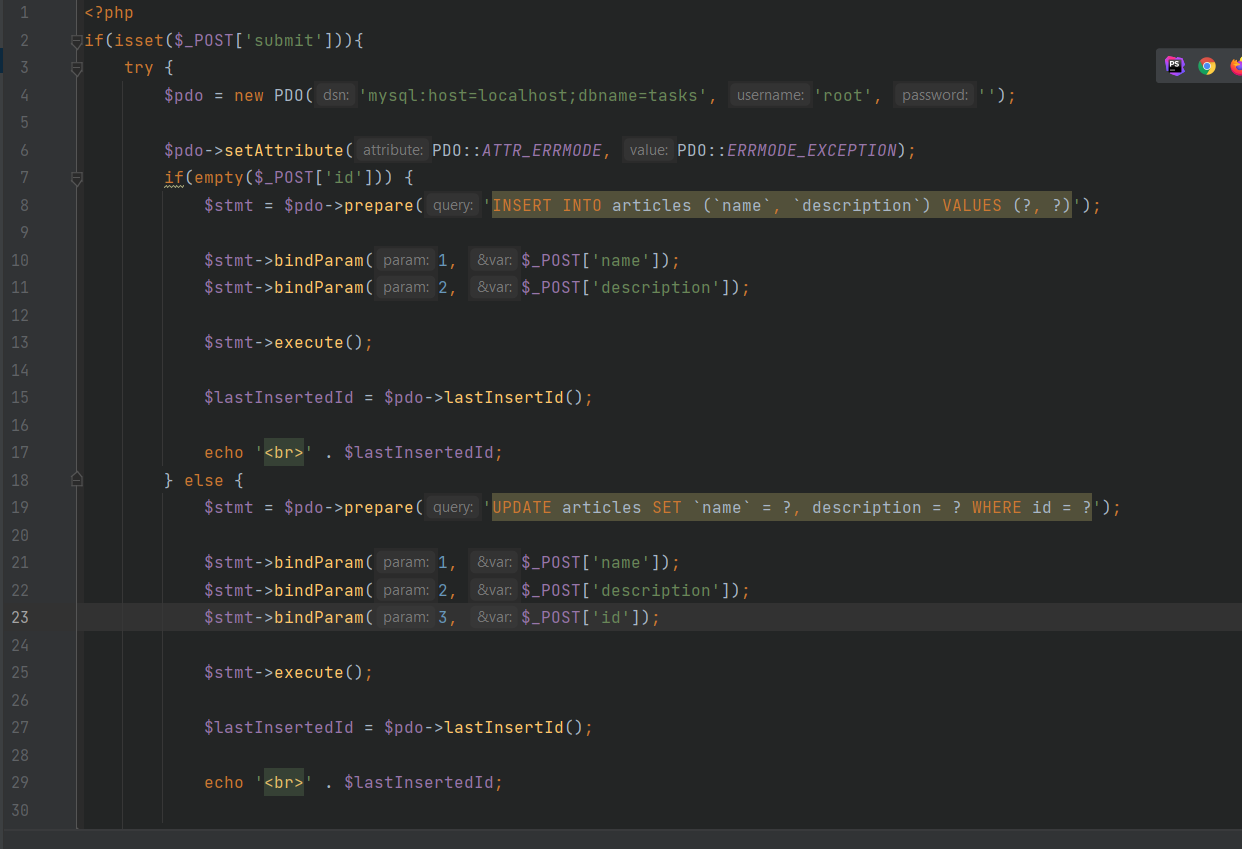 1 <?php
2 if(isset($_POST['submit'])){
3 try {
4 $pdo = new PDO( dsn: 'mysql:host=localhost;dbname=tasks', username: 'root', password: '');
5
6 $pdo->setAttribute( attribute: PDO::ATTR_ERRMODE, value: PDO::ERRMODE_EXCEPTION);
7 if(empty($_POST['id'])) {
8 $stmt = $pdo->prepare( query: 'INSERT INTO articles (`name`, `description`) VALUES (?, ?)');
9
10 $stmt->bindParam( param: 1, &var: $_POST['name']);
11 $stmt->bindParam( param: 2, &var: $_POST['description']);
12
13 $stmt->execute();
14
15 $lastInsertedId = $pdo->lastInsertId();
16
17 echo '<br>' . $lastInsertedId;
18 } else {
19 $stmt = $pdo->prepare( query: 'UPDATE articles SET `name` = ?, description = ? WHERE id = ?');
20
21 $stmt->bindParam( param: 1, &var: $_POST['name']);
22 $stmt->bindParam( param: 2, &var: $_POST['description']);
23 $stmt->bindParam( param: 3, &var: $_POST['id']);
24
25 $stmt->execute();
26
27 $lastInsertedId = $pdo->lastInsertId();
28
29 echo '<br>' . $lastInsertedId;
30
PS